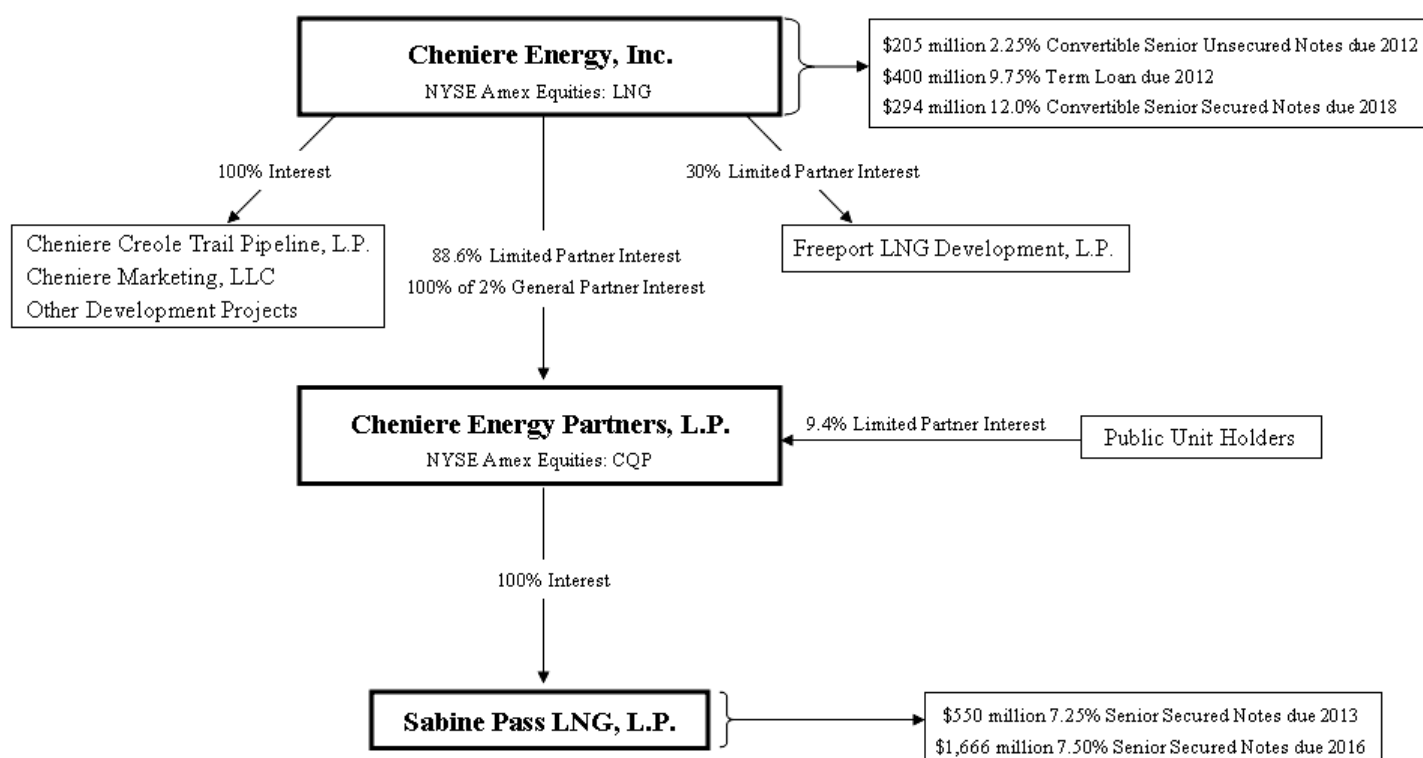 Cheniere Energy, Inc.
NYSE Amex Equities: LNG
$205 million 2.25% Convertible Senior Unsecured Notes due 2012
$400 million 9.75% Term Loan due 2012
$294 million 12.0% Convertible Senior Secured Notes due 2018
100% Interest
30% Limited Partner Interest
Cheniere Creole Trail Pipeline, L.P.
Cheniere Marketing, LLC
Other Development Projects
88.6% Limited Partner Interest
100% of 2% General Partner Interest
Freeport LNG Development, L.P.
Cheniere Energy Partners, L.P.
NYSE Amex Equities: CQP
9.4% Limited Partner Interest
Public Unit Holders
100% Interest
Sabine Pass LNG, L.P.
$550 million 7.25% Senior Secured Notes due 2013
$1,666 million 7.50% Senior Secured Notes due 2016